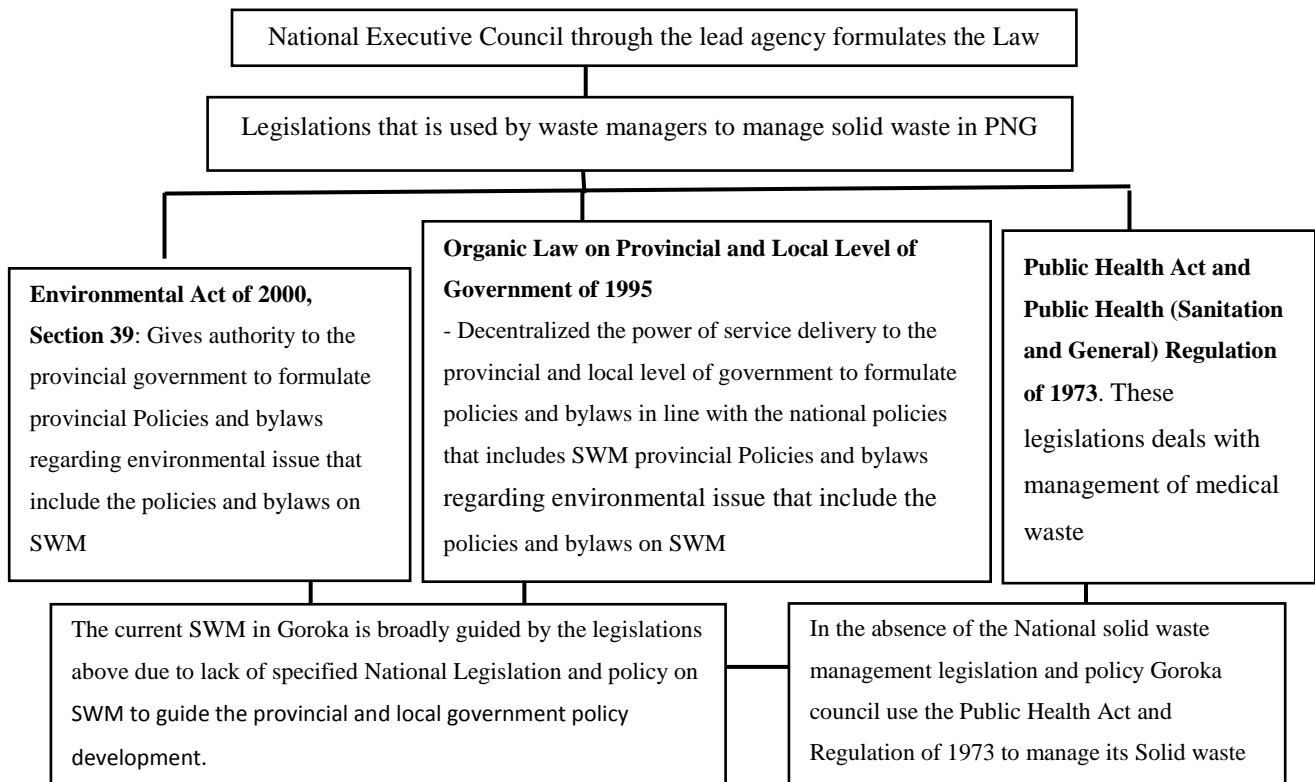 National Executive Council through the lead agency formulates the Law
Legislations that is used by waste managers to manage solid waste in PNG
Environmental Act of 2000,
Section 39: Gives authority to the
provincial government to formulate
provincial Policies and bylaws
regarding environmental issue that
include the policies and bylaws on
SWM
Organic Law on Provincial and Local Level of
Government of 1995
- Decentralized the power of service delivery to the
provincial and local level of government to formulate
policies and bylaws in line with the national policies
that includes SWM provincial Policies and bylaws
regarding environmental issue that include the
policies and bylaws on SWM
Public Health Act and
Public Health (Sanitation
and General) Regulation
of 1973. These
legislations deals with
management of medical
waste
The current SWM in Goroka is broadly guided by the legislations
above due to lack of specified National Legislation and policy on
SWM to guide the provincial and local government policy
development.
In the absence of the National solid waste
management legislation and policy Goroka
council use the Public Health Act and
Regulation of 1973 to manage its Solid waste